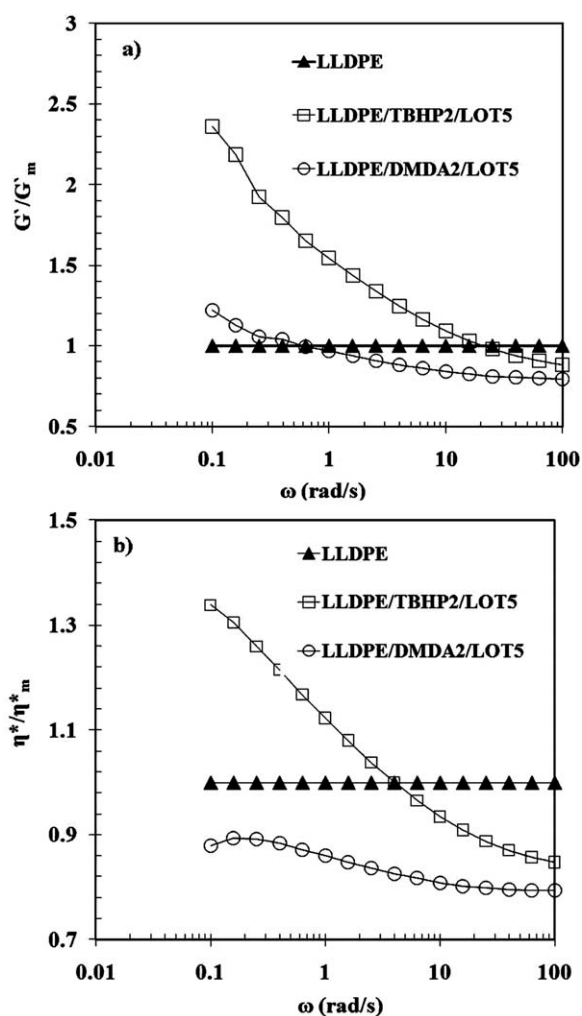 a)
LLDPE
LLDPE/TBHP2/LOT5
LLDPE/DMDA2/LOT5
G`/G`m
3
2.5
2
1.5
1
0.5
0.01 0.1 1 10 100
ω (rad/s)
b)
LLDPE
LLDPE/TBHP2/LOT5
LLDPE/DMDA2/LOT5
η*/η*m
1.5
1.3
1.1
0.9
0.7
0.01 0.1 1 10 100
ω (rad/s)